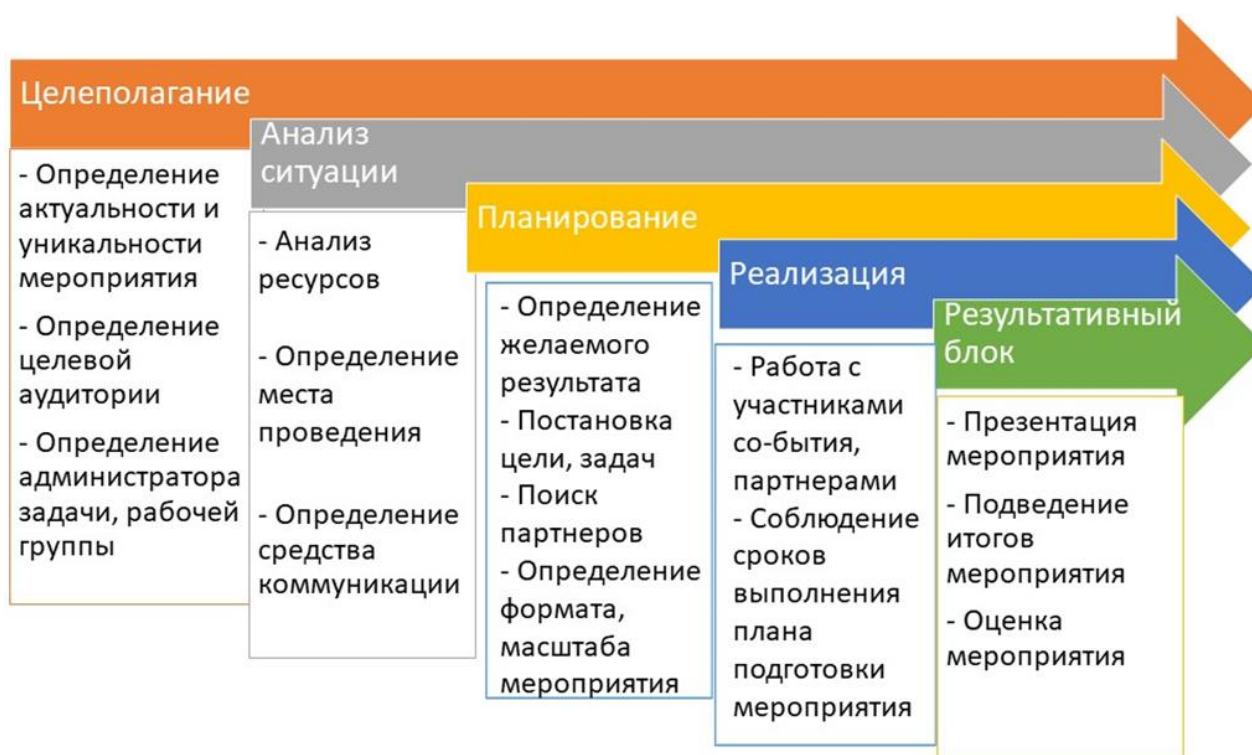 Целеполагание
- Определение
актуальности и
уникальности
мероприятия
- Определение
целевой
аудитории
- Определение
администратора
задачи, рабочей
группы
Анализ
ситуации
- Анализ
ресурсов
- Определение
места
проведения
- Определение
средства
коммуникации
Планирование
- Определение
желаемого
результата
- Постановка
цели, задач
- Поиск
партнеров
- Определение
формата,
масштаба
мероприятия
Реализация
- Работа с
участниками
со-бытия,
партнерами
- Соблюдение
сроков
выполнения
плана
подготовки
мероприятия
Результативный
блок
- Презентация
мероприятия
- Подведение
итогов
мероприятия
- Оценка
мероприятия